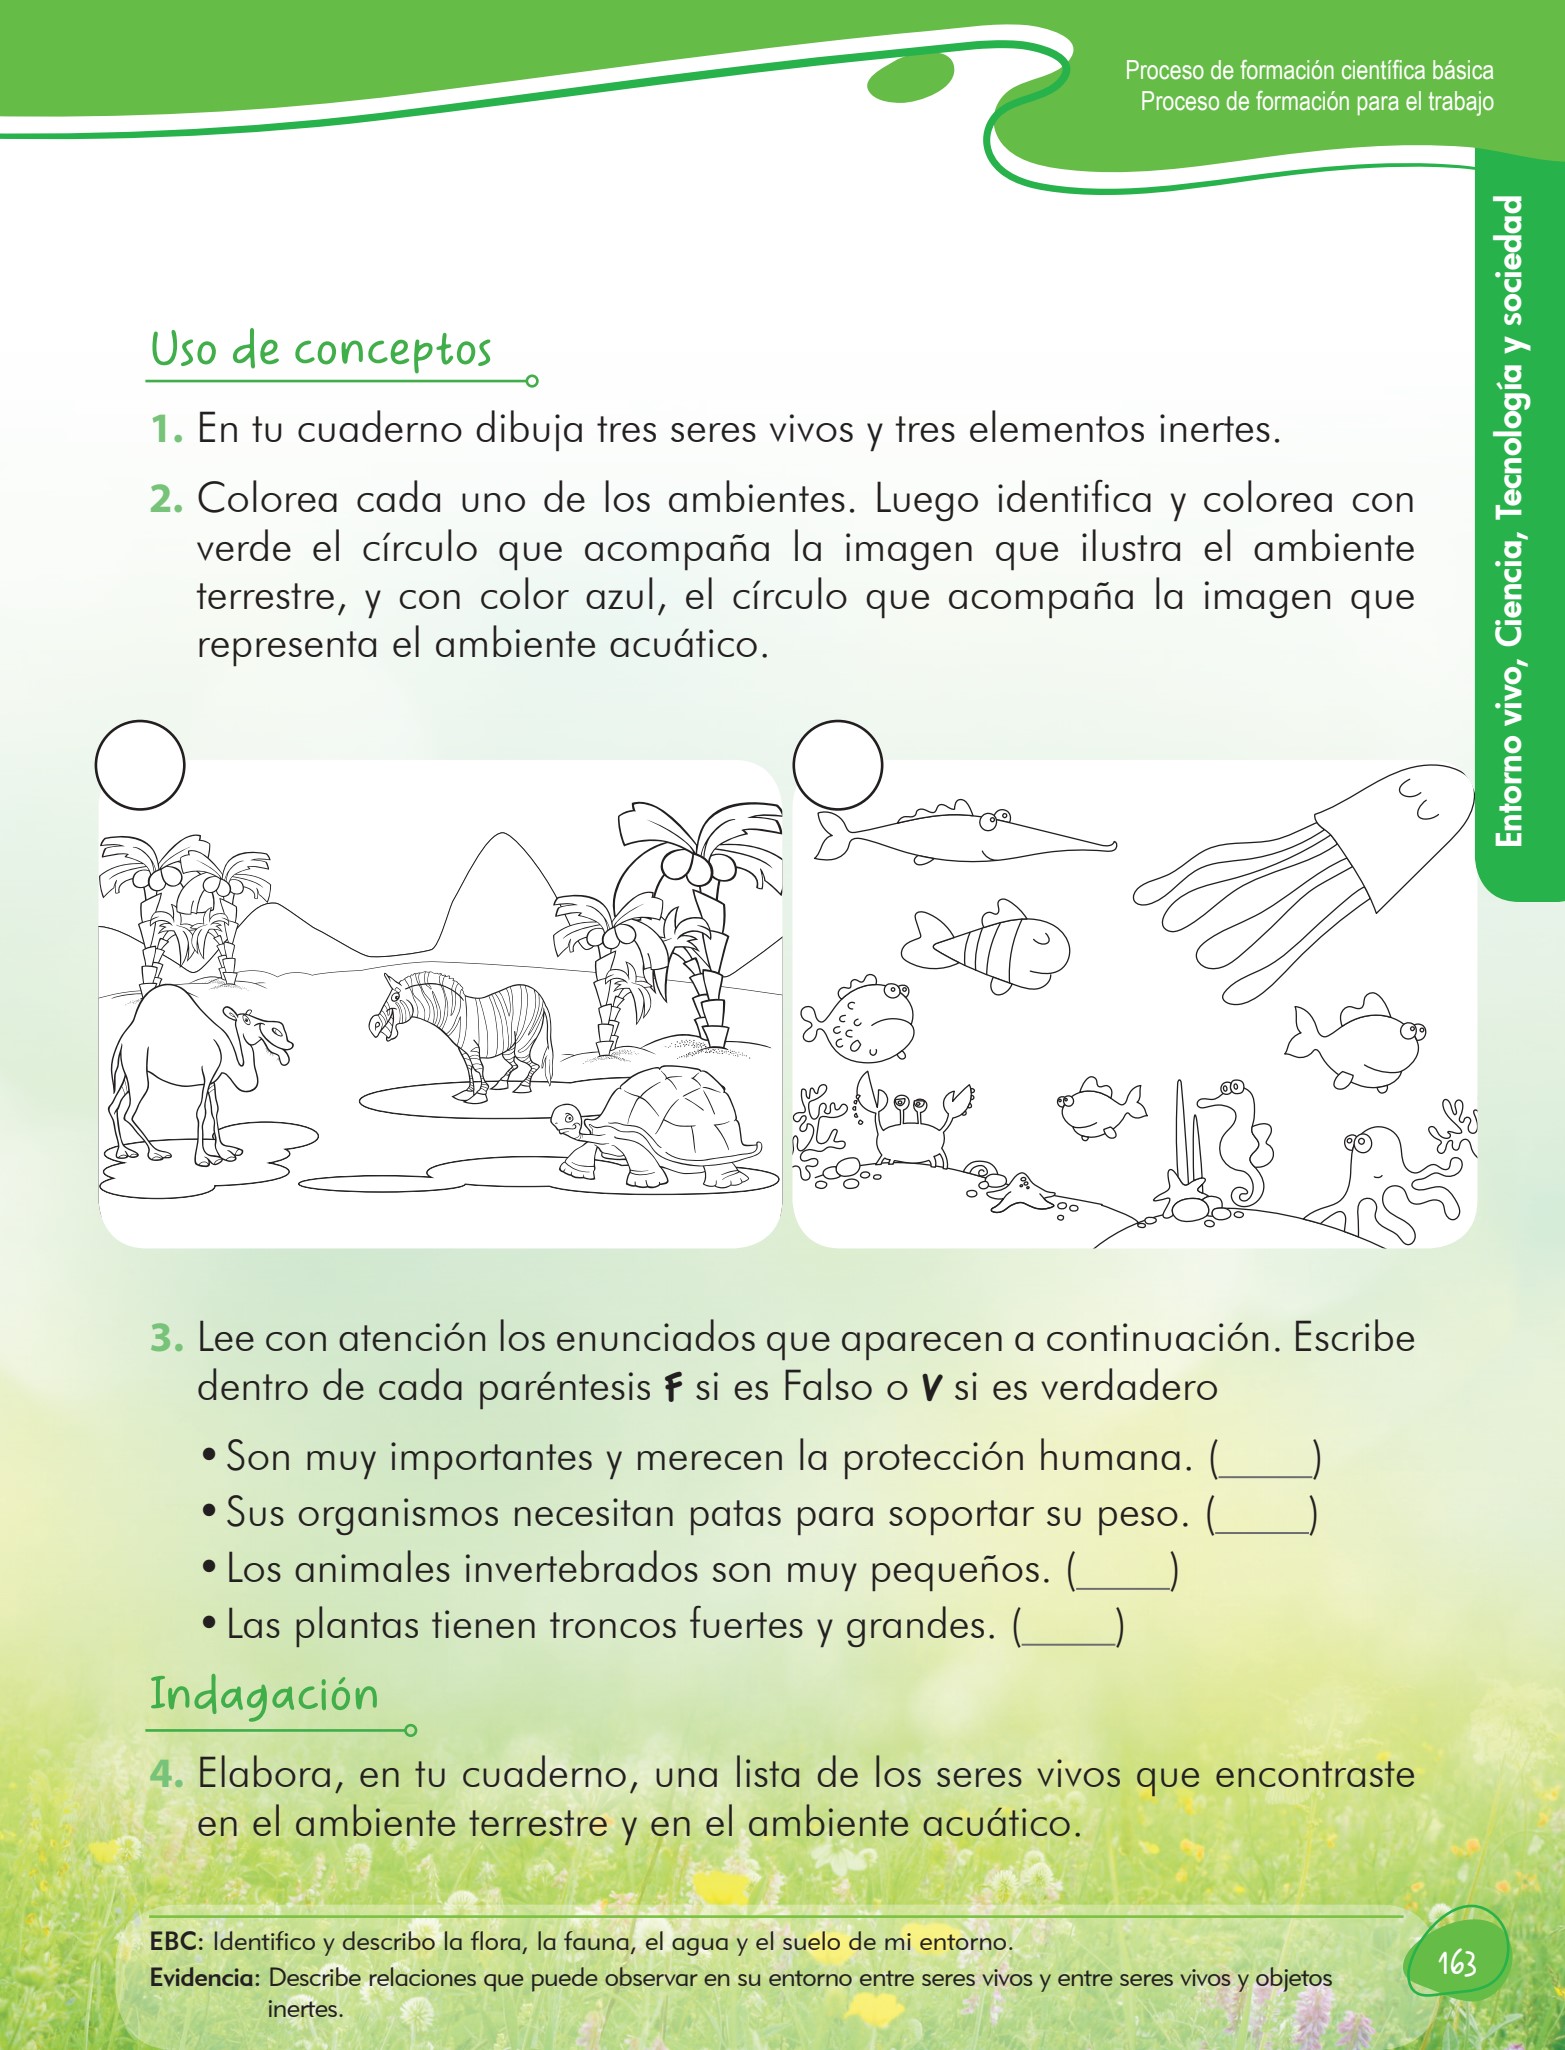 Proceso de formación científica básica
Proceso de formación para el trabajo
Entorno vivo, Ciencia, Tecnología y sociedad
Uso de conceptos
1. En tu cuaderno dibuja tres seres vivos y tres elementos inertes.
2. Colorea cada uno de los ambientes. Luego identifica y colorea con
verde el círculo que acompaña la imagen que ilustra el ambiente
terrestre, y con color azul, el círculo que acompaña la imagen que
representa el ambiente acuático.
3. Lee con atención los enunciados que aparecen a continuación. Escribe
dentro de cada paréntesis F si es Falso o V si es verdadero
• Son muy importantes y merecen la protección humana. (_____)
• Sus organismos necesitan patas para soportar su peso. (_____)
• Los animales invertebrados son muy pequeños. (_____)
• Las plantas tienen troncos fuertes y grandes. (_____)
Indagación
4. Elabora, en tu cuaderno, una lista de los seres vivos que encontraste
en el ambiente terrestre y en el ambiente acuático.
EBC: Identifico y describo la flora, la fauna, el agua y el suelo de mi entorno.
Evidencia: Describe relaciones que puede observar en su entorno entre seres vivos y entre seres vivos y objetos
inertes.
163